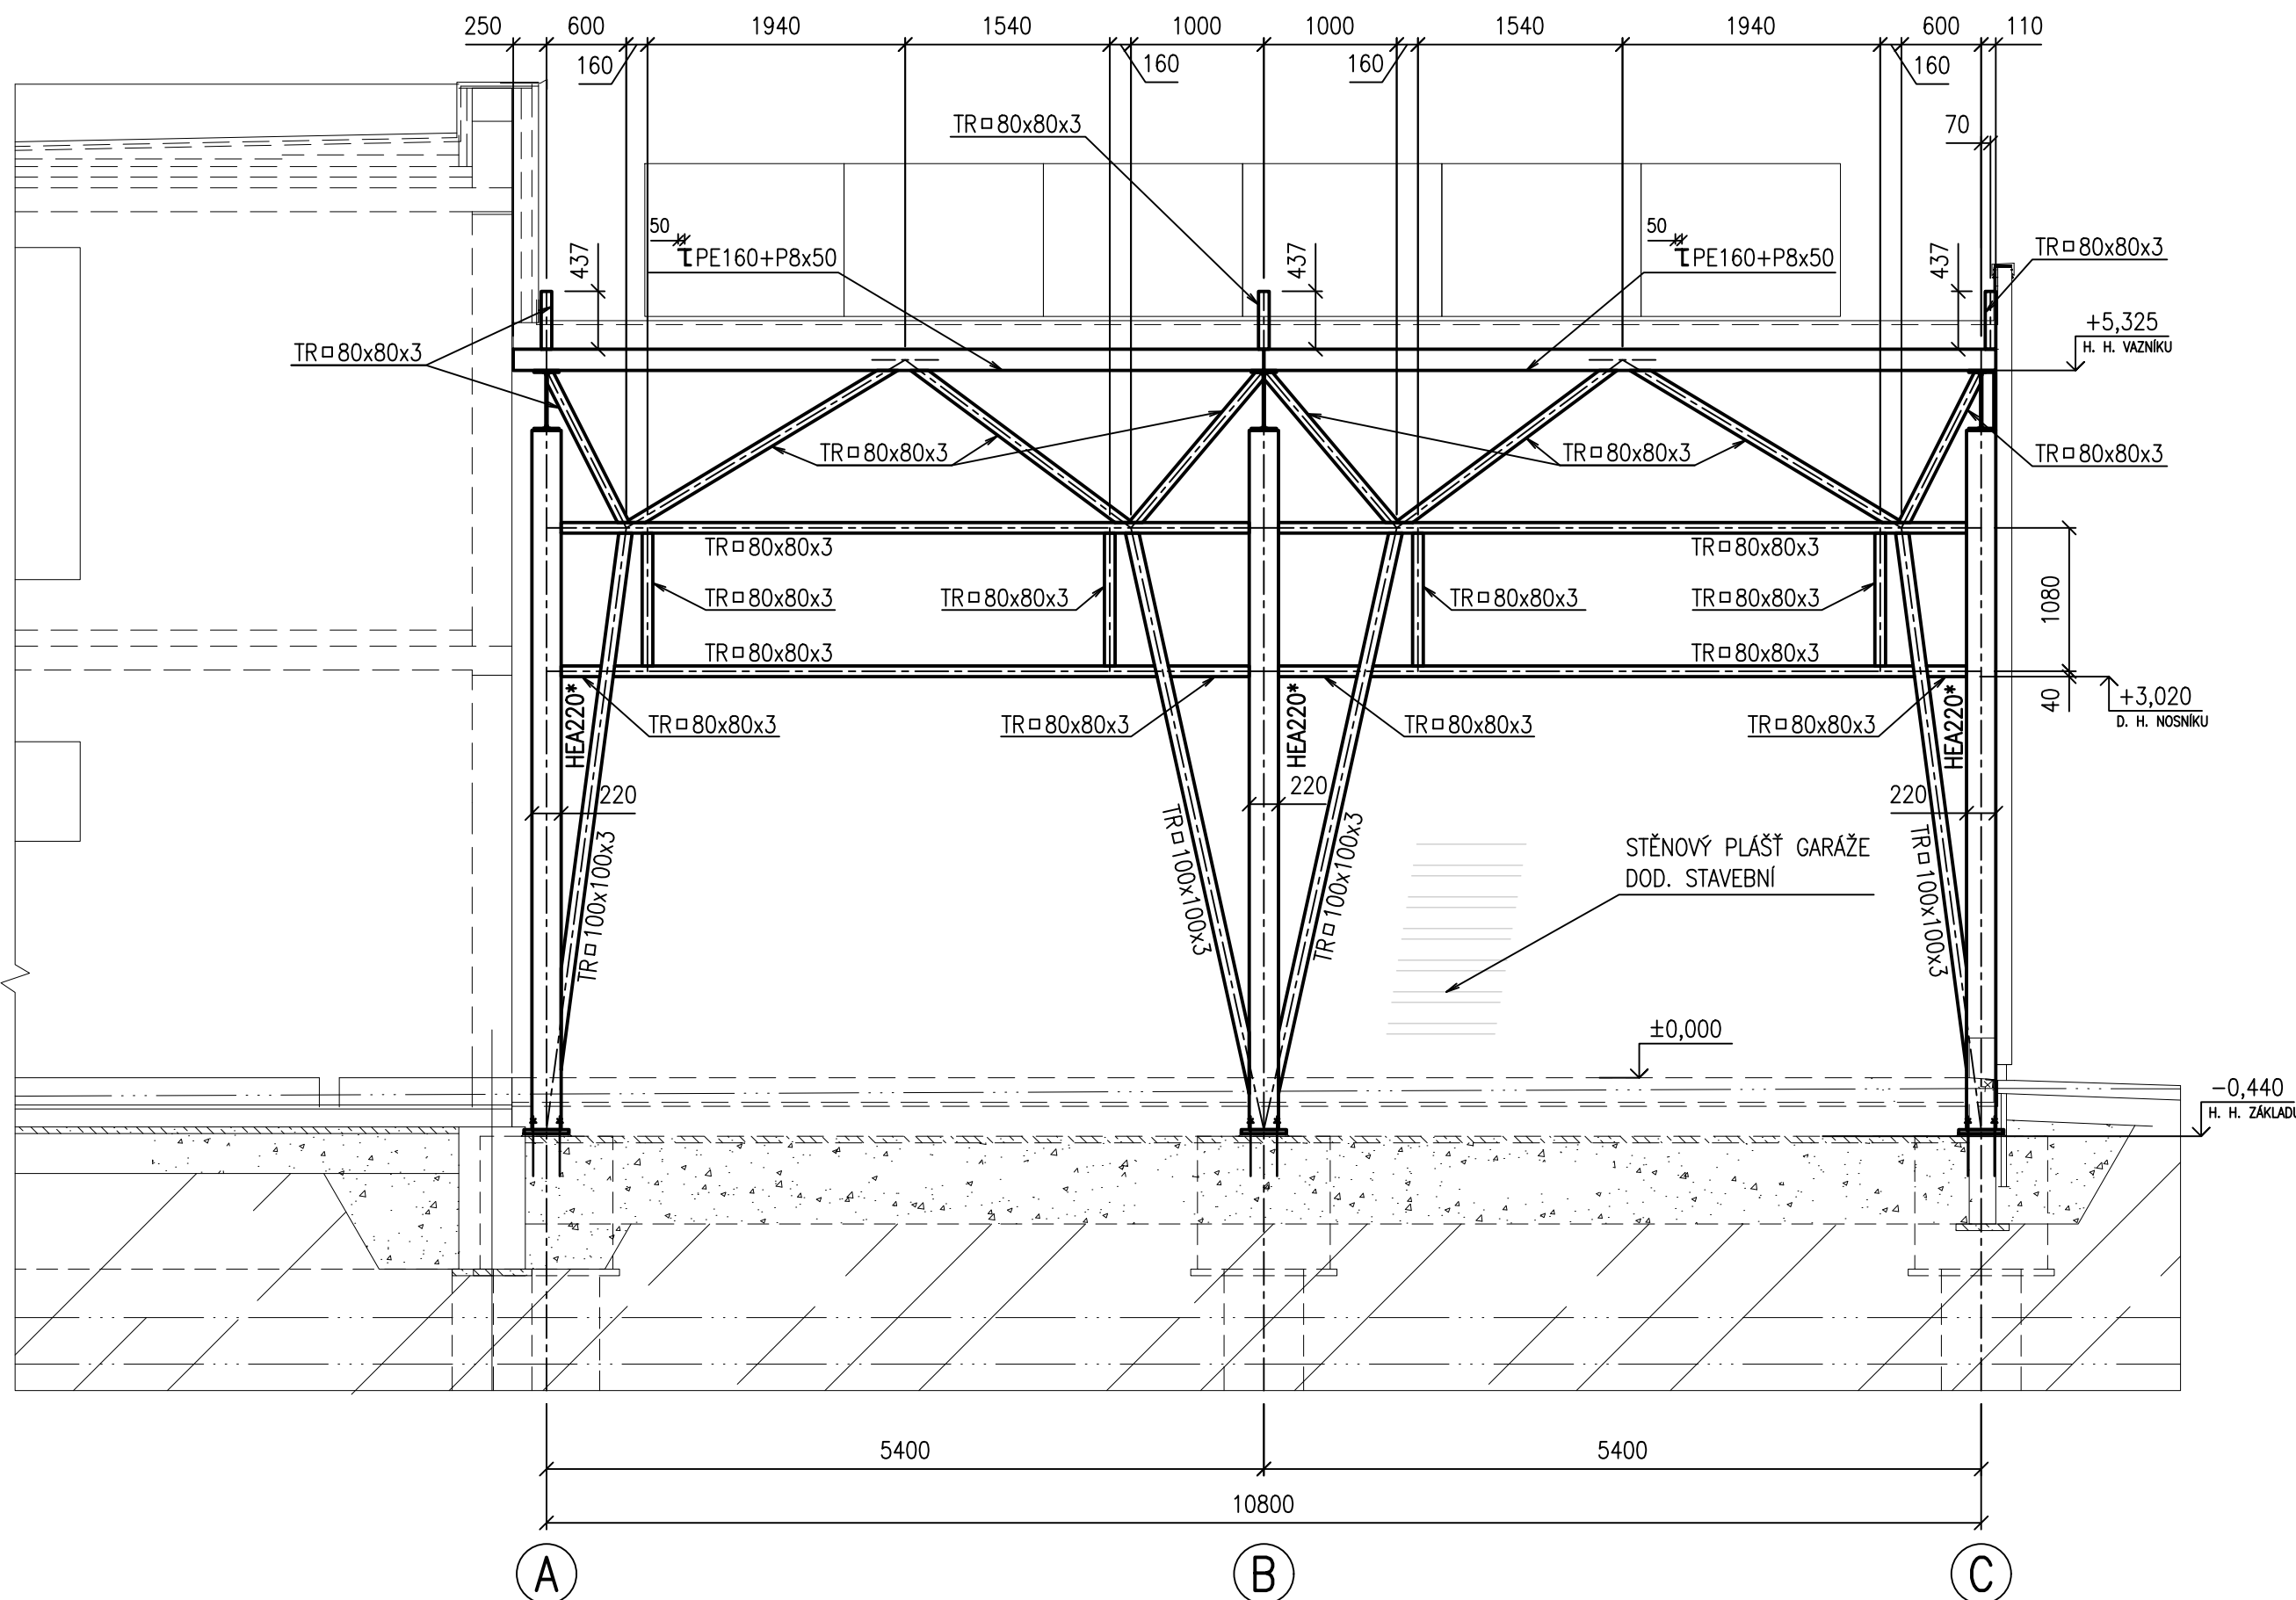 250 600 1940 1540 1000 1000 1540 1940 600 110
160 160 160 160
TR□80x80x3
70
50 50
437 437 437
IPE160+P8x50 IPE160+P8x50
TR□80x80x3
+5,325
H. H. VAZNÍKU
TR□80x80x3
TR□80x80x3 TR□80x80x3 TR□80x80x3
TR□80x80x3 TR□80x80x3
TR□80x80x3 TR□80x80x3 TR□80x80x3 TR□80x80x3
1080
TR□80x80x3 TR□80x80x3
40
+3,020
D. H. NOSNÍKU
HEA220* HEA220* HEA220*
TR□80x80x3 TR□80x80x3 TR□80x80x3 TR□80x80x3
220 220 220
TR□100x100x3 TR□100x100x3 TR□100x100x3 TR□100x100x3
STĚNOVÝ PLÁŠŤ GARÁŽE
DOD. STAVEBNÍ
±0,000
-0,440
H. H. ZÁKLADU
5400 5400
10800
A B C